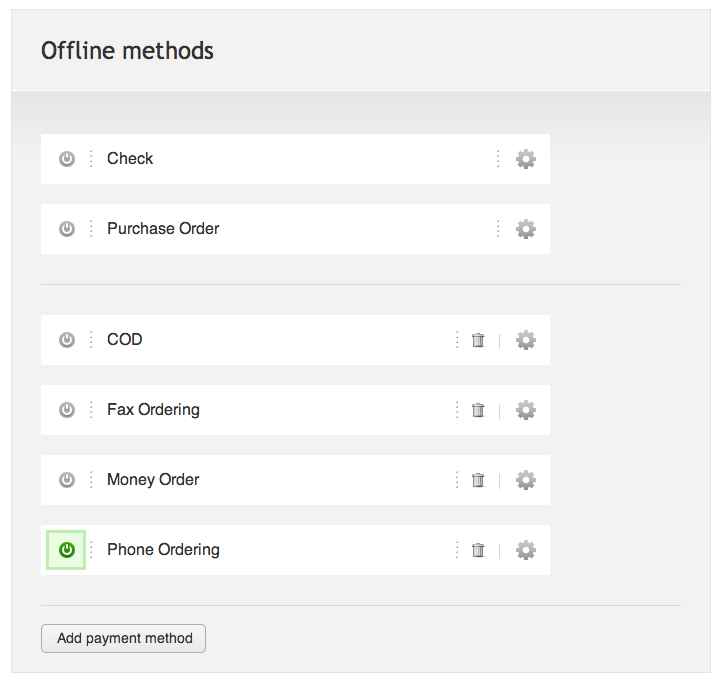 Offline methods
Check
Purchase Order
COD
Fax Ordering
Money Order
Phone Ordering
Add payment method